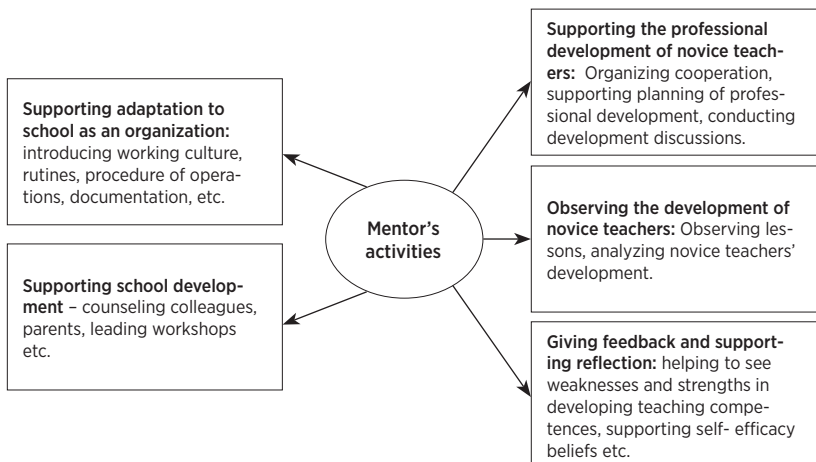 Supporting adaptation to
school as an organization:
introducing working culture,
rutines, procedure of opera-
tions, documentation, etc.
Supporting school develop-
ment – counseling colleagues,
parents, leading workshops
etc.
Mentor's
activities
Supporting the professional
development of novice teach-
ers: Organizing cooperation,
supporting planning of profes-
sional development, conducting
development discussions.
Observing the development of
novice teachers: Observing les-
sons, analyzing novice teachers'
development.
Giving feedback and support-
ing reflection: helping to see
weaknesses and strengths in
developing teaching compe-
tences, supporting self- efficacy
beliefs etc.